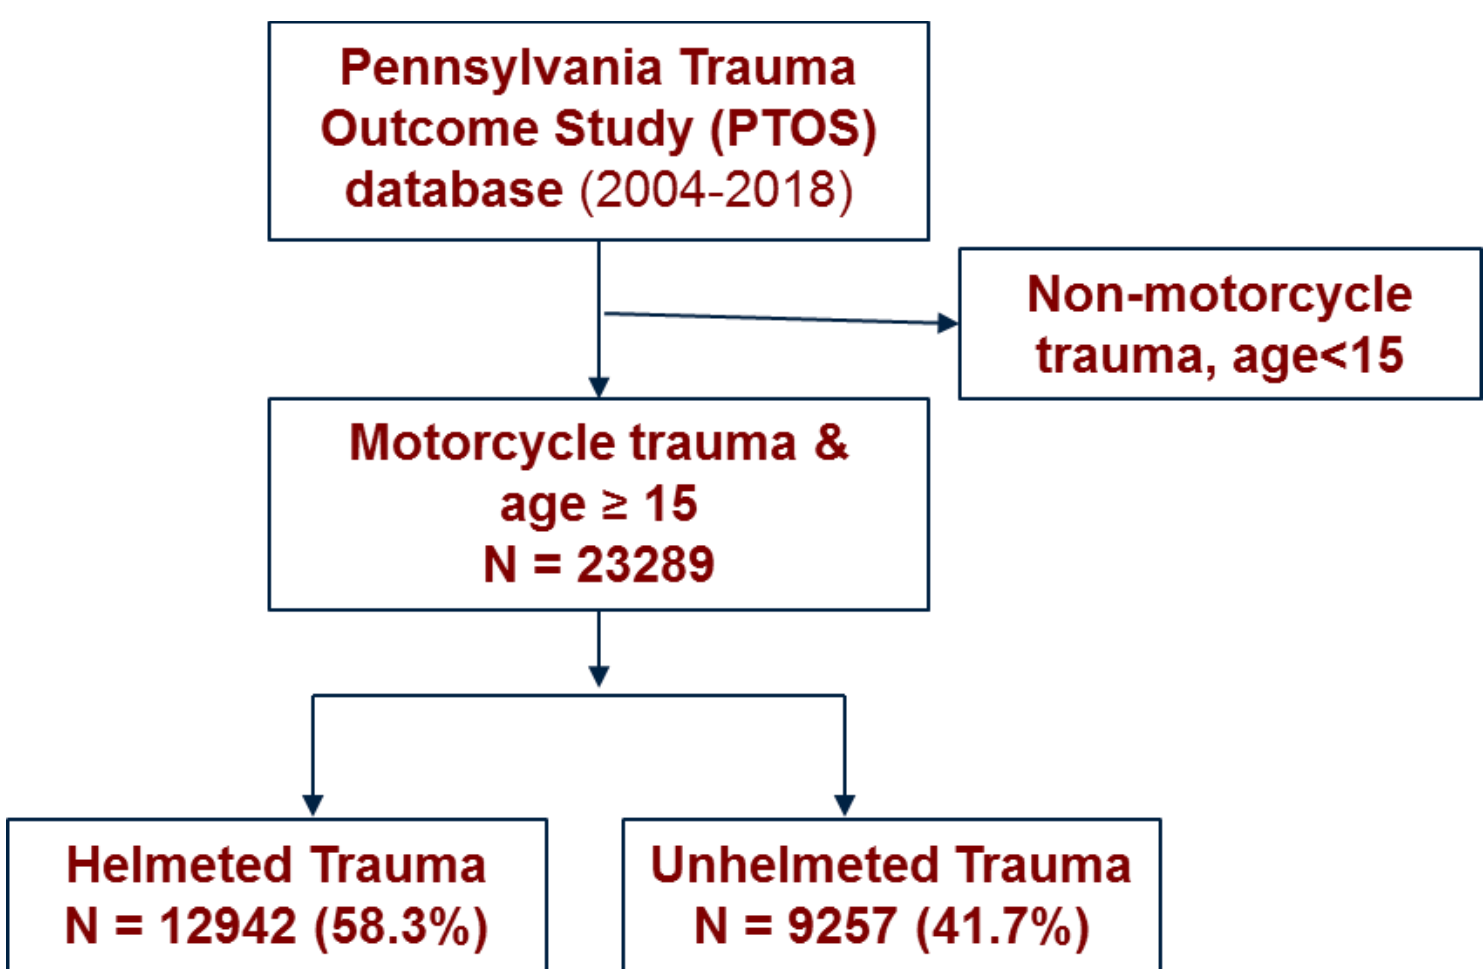 Pennsylvania Trauma
Outcome Study (PTOS)
database (2004-2018)
Non-motorcycle
trauma, age<15
Motorcycle trauma &
age ≥ 15
N = 23289
Helmeted Trauma
N = 12942 (58.3%)
Unhelmeted Trauma
N = 9257 (41.7%)